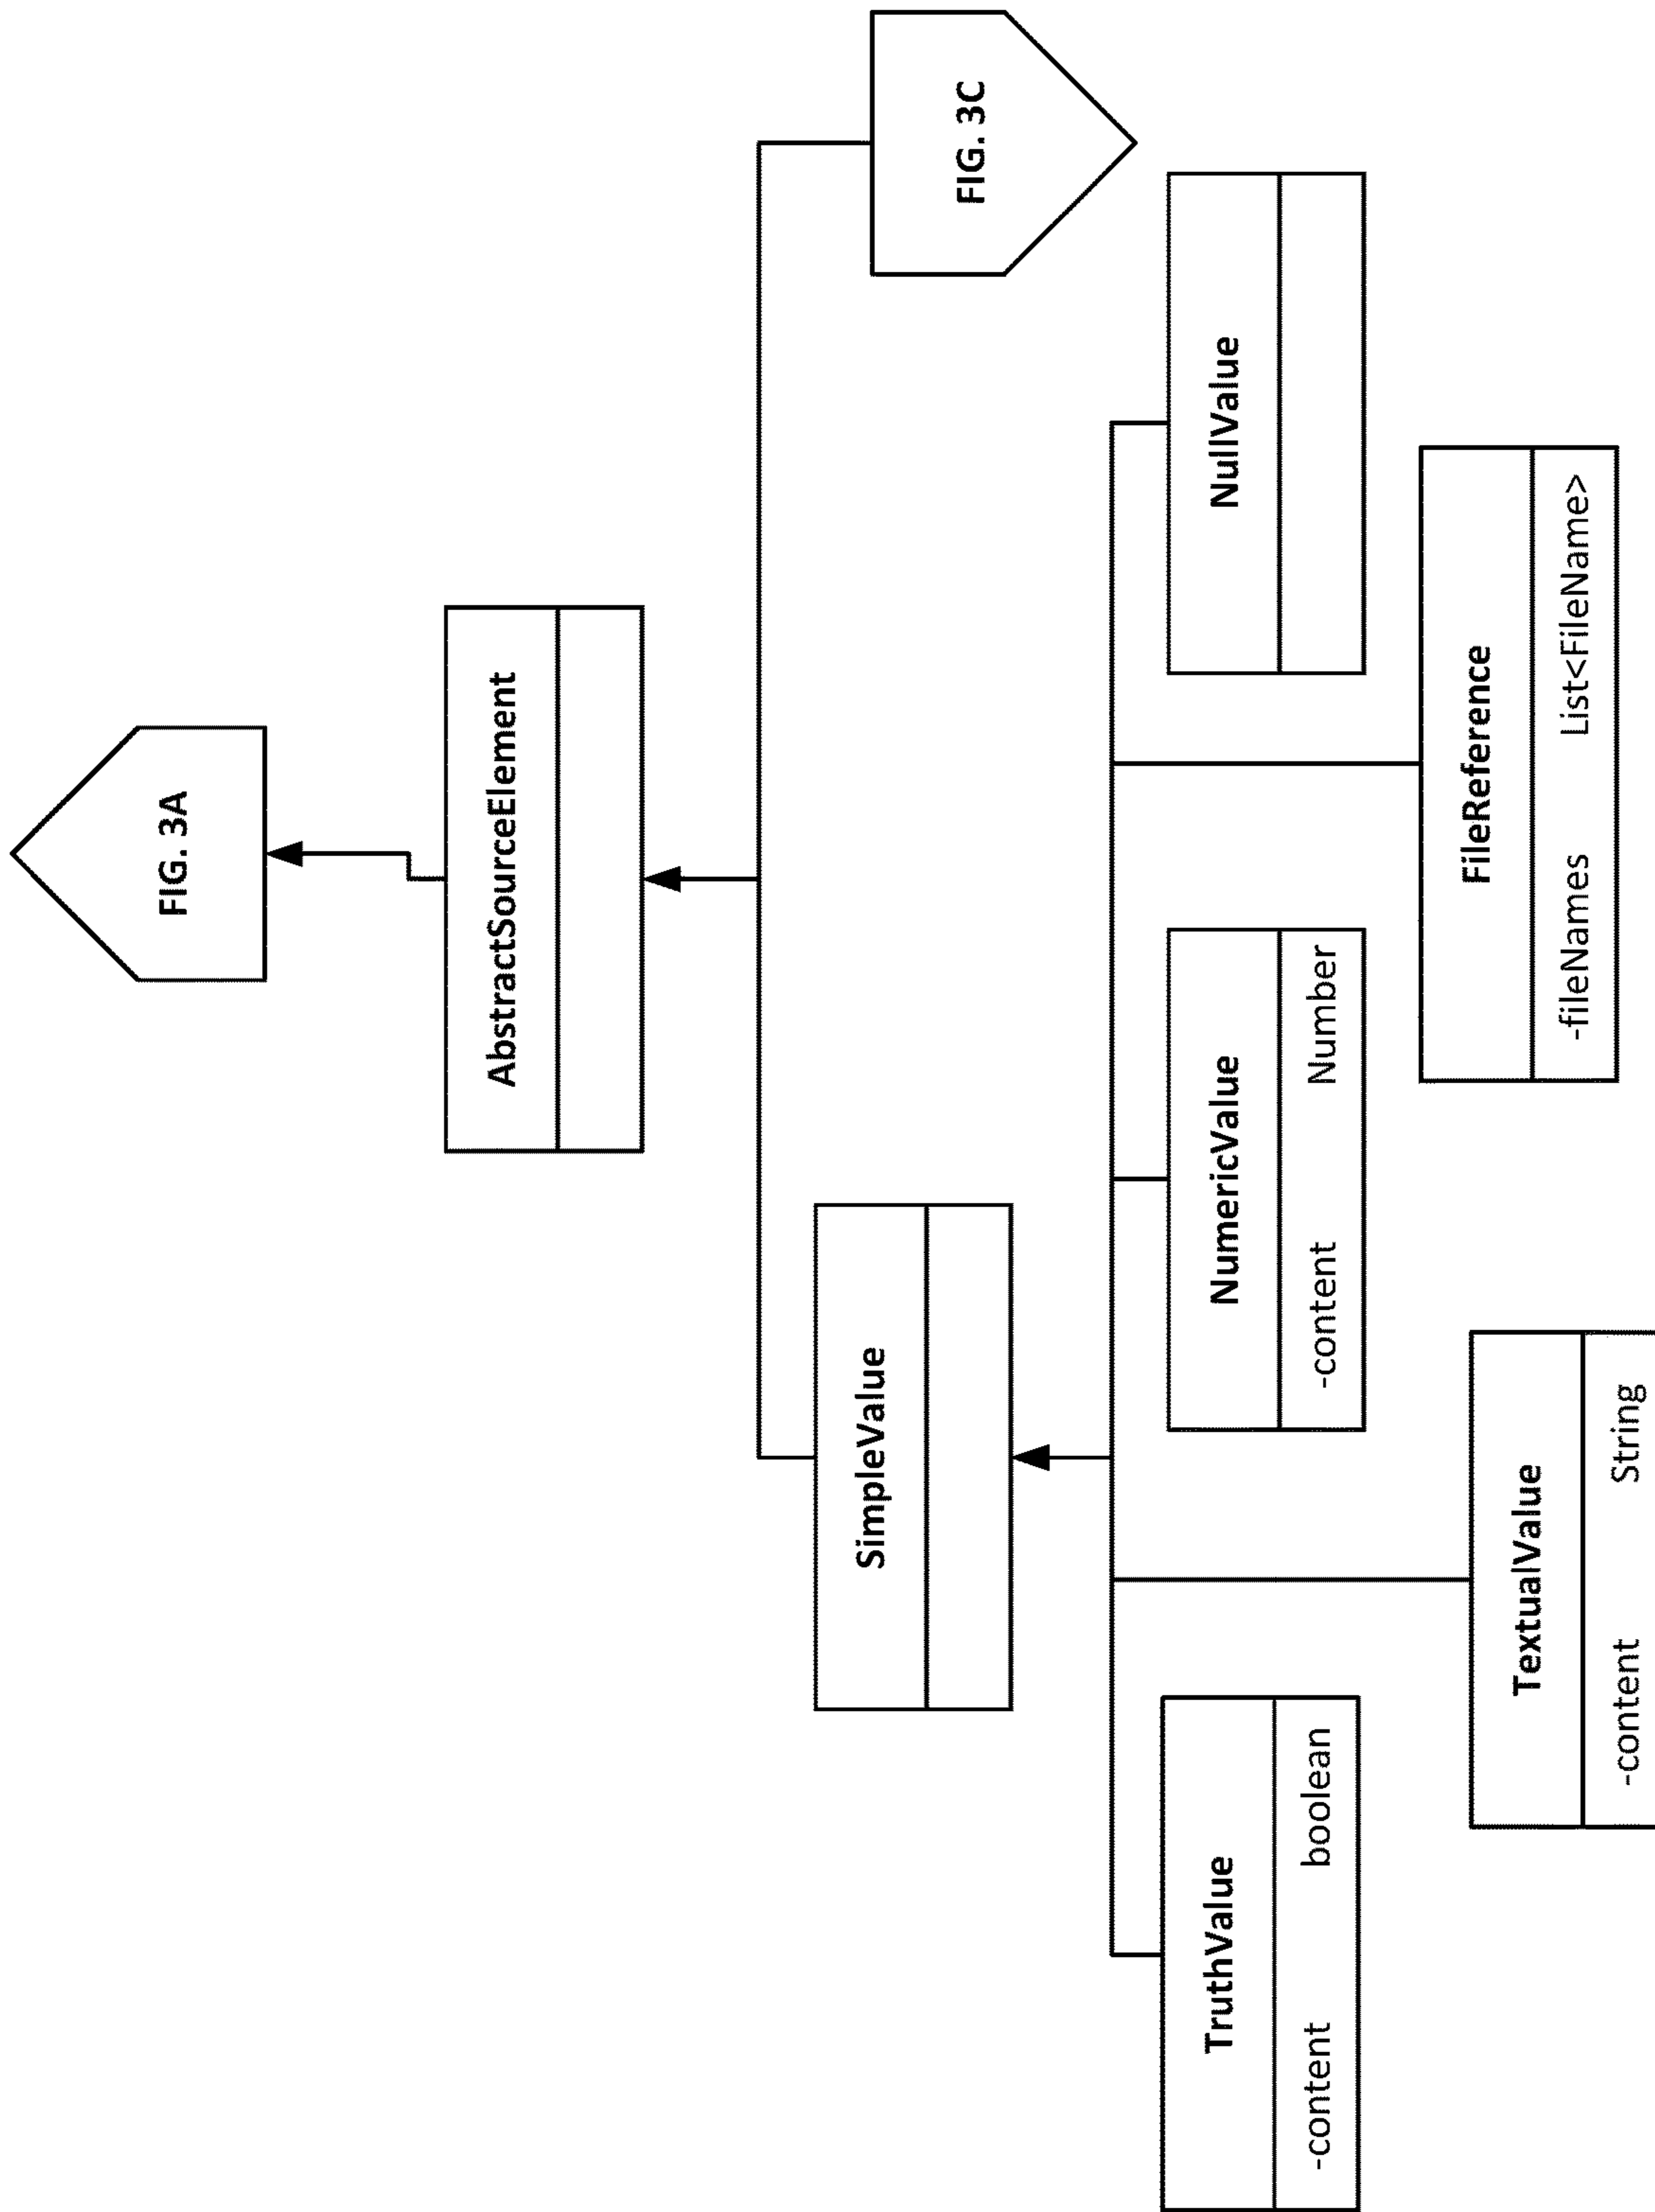 FIG. 3A
AbstractSourceElement
FIG. 3C
SimpleValue
TruthValue
-content boolean
NumericValue
-content Number
NullValue
TextualValue
-content String
FileReference
-fileNames List<FileName>